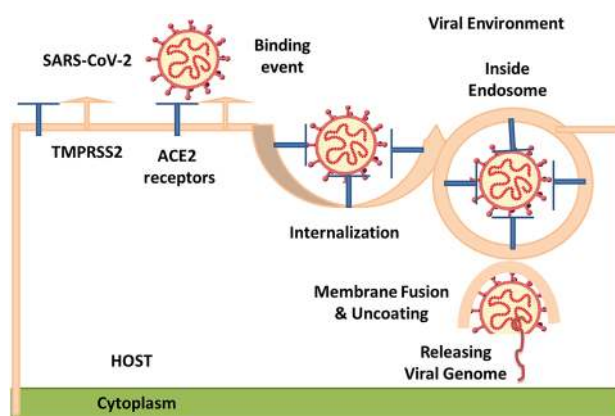 Viral Environment
SARS-CoV-2
Binding
event
Inside
Endosome
TMPRSS2
ACE2
receptors
Internalization
Membrane Fusion
& Uncoating
Releasing
Viral Genome
HOST
Cytoplasm